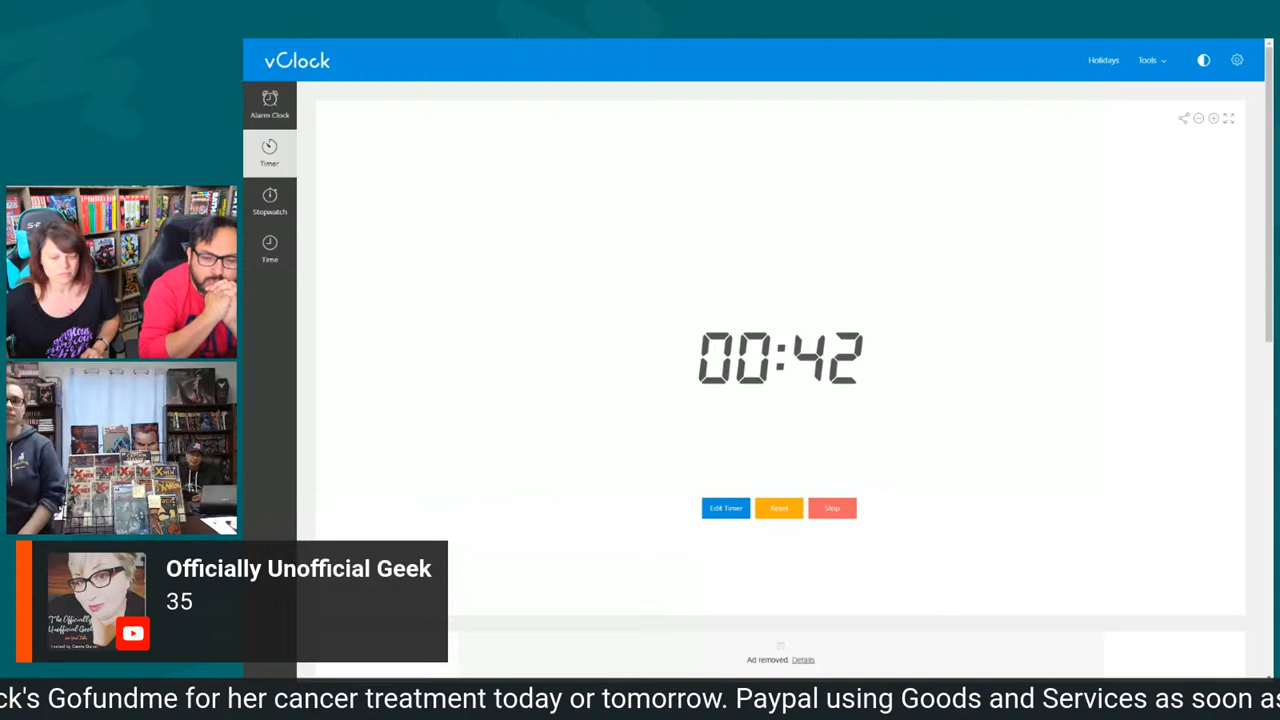 vClock
Holidays
Tools
Alarm Clock
Timer
Stopwatch
Time
00:42
Edit Timer
Reset
Stop
Officially Unofficial Geek
35
Ad removed. Details
ck's Gofundme for her cancer treatment today or tomorrow. Paypal using Goods and Services as soon as